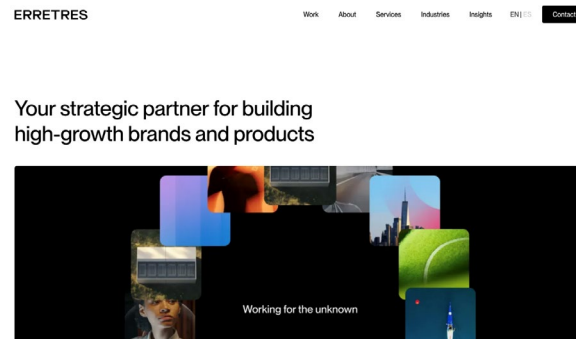 ERRETRES
Work About Services Industries Insights EN| ES Contact
Your strategic partner for building
high-growth brands and products
Working for the unknown